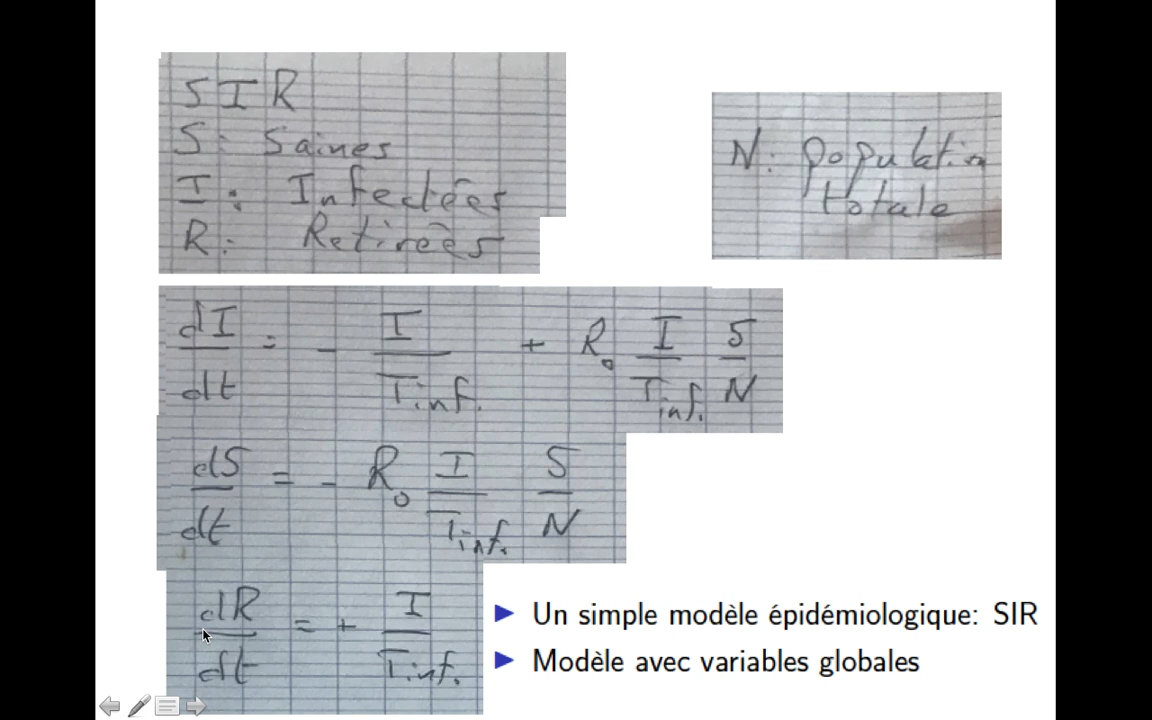 SIR
S: Saines
I: Infectées
R: Retirées
N: population
totale
dI/dt = - I/Tinf. + R₀ I/Tinf. S/N
dS/dt = - R₀ I/Tinf. S/N
dR/dt = + I/Tinf.
Un simple modèle épidémiologique: SIR
Modèle avec variables globales